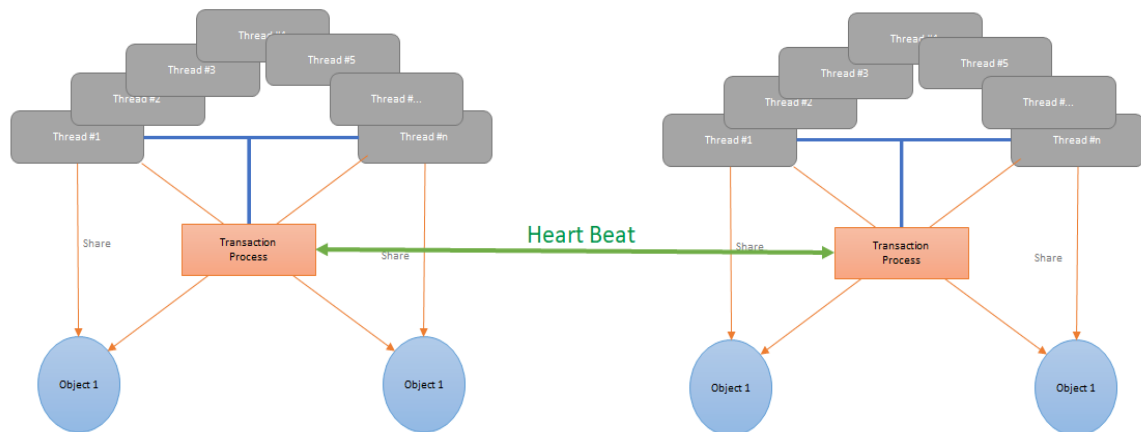 Thread #5
Thread #3
Thread #...
Thread #2
Thread #1
Thread #n
Share
Transaction
Process
Share
Object 1
Object 1
Heart Beat
Thread #5
Thread #3
Thread #...
Thread #2
Thread #1
Thread #n
Share
Transaction
Process
Share
Object 1
Object 1